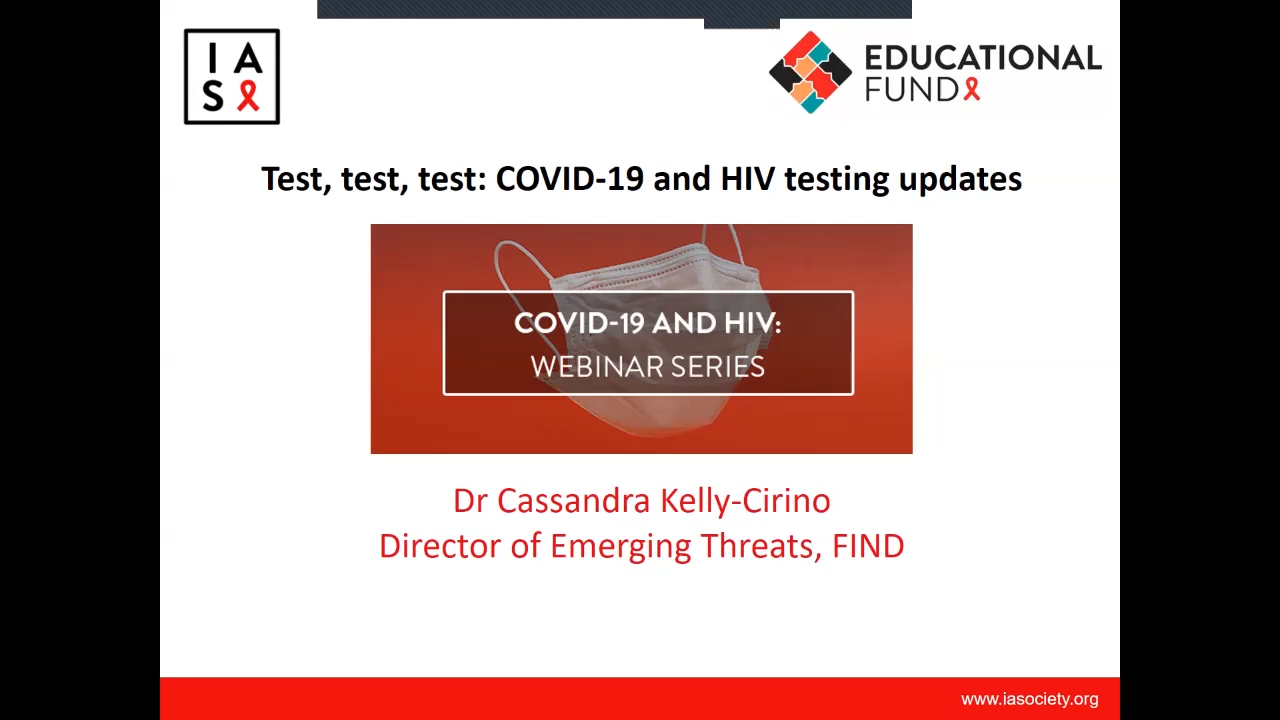 I A
S
EDUCATIONAL
FUND
Test, test, test: COVID-19 and HIV testing updates
COVID-19 AND HIV:
WEBINAR SERIES
Dr Cassandra Kelly-Cirino
Director of Emerging Threats, FIND
www.iasociety.org